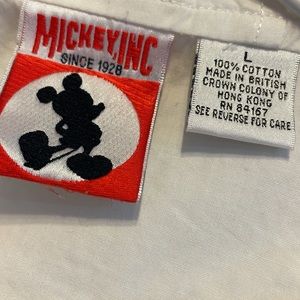 MICKEY, INC
SINCE 1928
L
100% COTTON
MADE IN BRITISH
CROWN COLONY OF
HONG KONG
RN 84167
SEE REVERSE FOR CARE